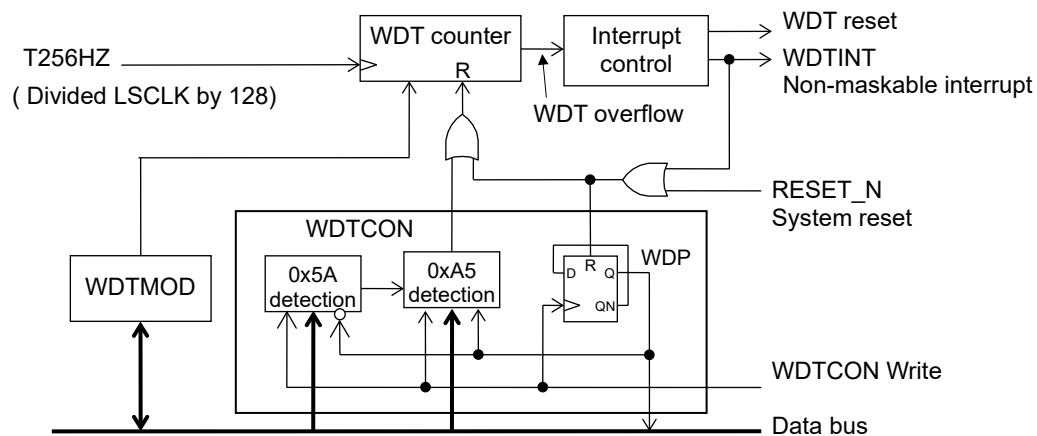 WDT counter
R
Interrupt
control
WDT reset
WDTINT
Non-maskable interrupt
T256HZ
( Divided LSCLK by 128)
WDT overflow
RESET_N
System reset
WDTCON
WDTMOD
0x5A
detection
0xA5
detection
WDP
R
D
Q
QN
WDTCON Write
Data bus